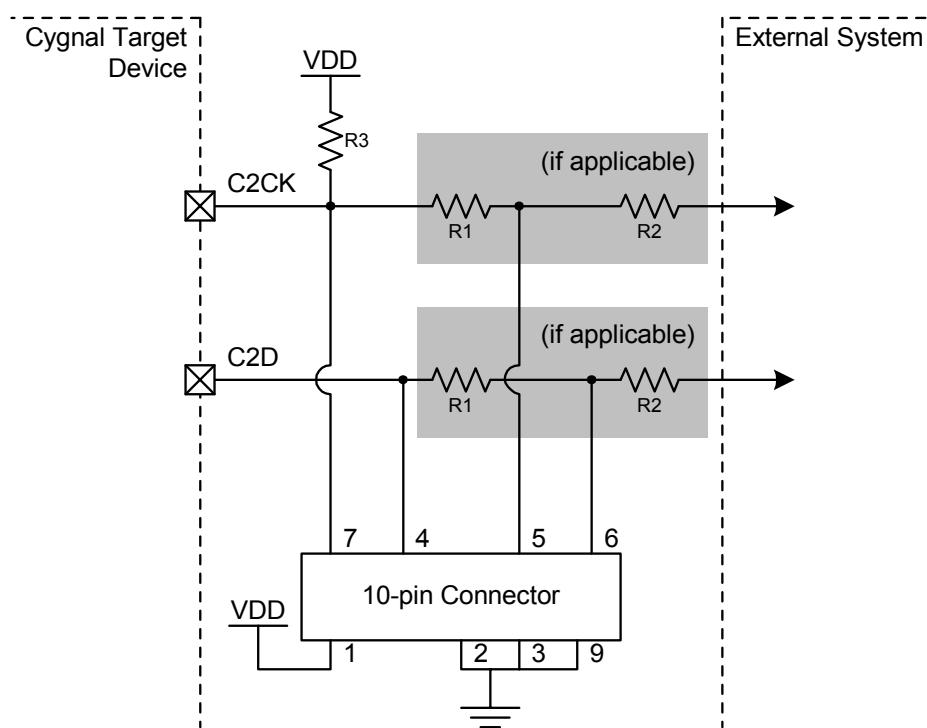 Cygnal Target
Device
External System
VDD
R3
(if applicable)
C2CK
R1
R2
(if applicable)
C2D
R1
R2
7
4
5
6
10-pin Connector
VDD
1
2
3
9